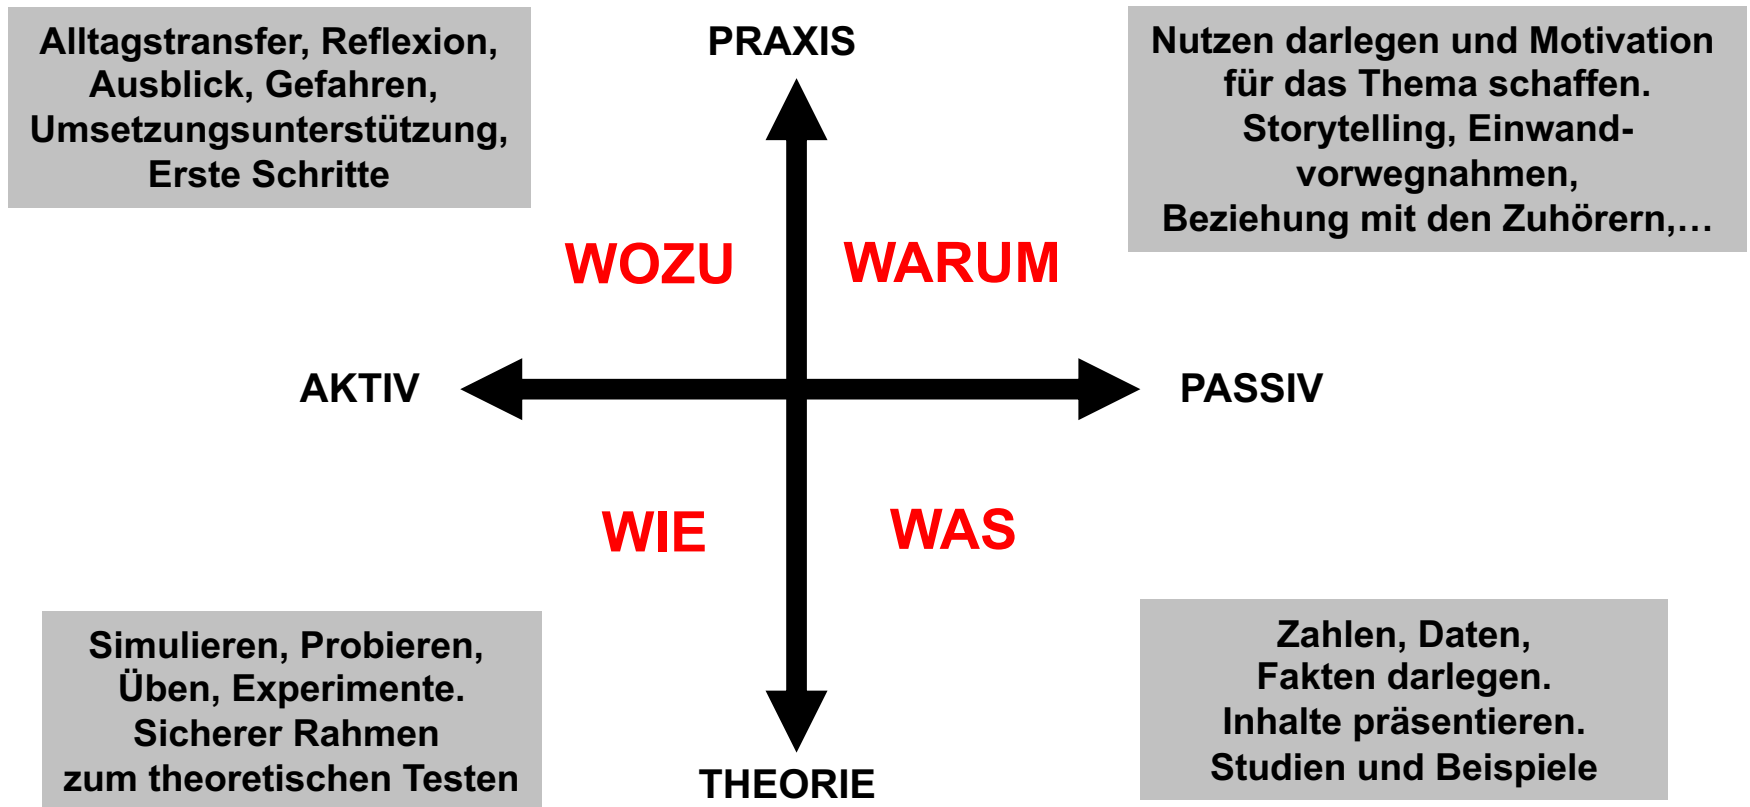 Alltagstransfer, Reflexion,
Ausblick, Gefahren,
Umsetzungsunterstützung,
Erste Schritte
PRAXIS
Nutzen darlegen und Motivation
für das Thema schaffen.
Storytelling, Einwand-
vorwegnahmen,
Beziehung mit den Zuhörern,…
WOZU
WARUM
AKTIV
PASSIV
WIE
WAS
Simulieren, Probieren,
Üben, Experimente.
Sicherer Rahmen
zum theoretischen Testen
THEORIE
Zahlen, Daten,
Fakten darlegen.
Inhalte präsentieren.
Studien und Beispiele